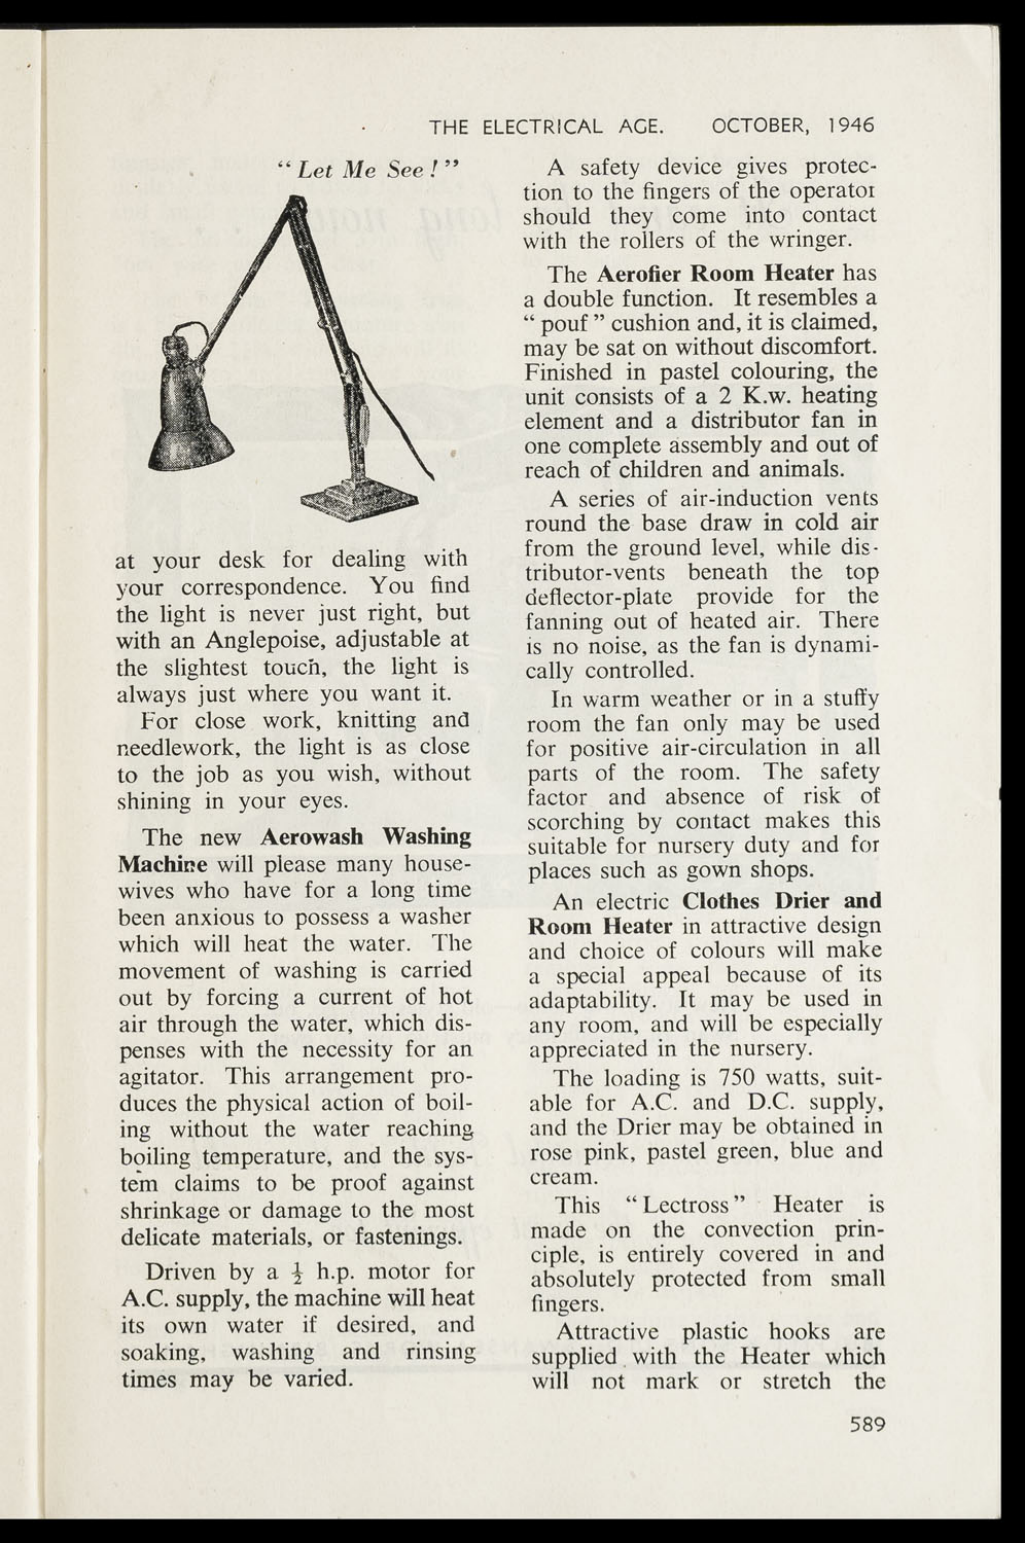 THE ELECTRICAL AGE. OCTOBER, 1946
“ Let Me See ! ”
at your desk for dealing with
your correspondence. You find
the light is never just right, but
with an Anglepoise, adjustable at
the slightest touch, the light is
always just where you want it.
For close work, knitting and
needlework, the light is as close
to the job as you wish, without
shining in your eyes.
The new Aerowash Washing
Machine will please many house-
wives who have for a long time
been anxious to possess a washer
which will heat the water. The
movement of washing is carried
out by forcing a current of hot
air through the water, which dis-
penses with the necessity for an
agitator. This arrangement pro-
duces the physical action of boil-
ing without the water reaching
boiling temperature, and the sys-
tem claims to be proof against
shrinkage or damage to the most
delicate materials, or fastenings.
Driven by a ½ h.p. motor for
A.C. supply, the machine will heat
its own water if desired, and
soaking, washing and rinsing
times may be varied.
A safety device gives protec-
tion to the fingers of the operator
should they come into contact
with the rollers of the wringer.
The Aerofier Room Heater has
a double function. It resembles a
“ pouf ” cushion and, it is claimed,
may be sat on without discomfort.
Finished in pastel colouring, the
unit consists of a 2 K.w. heating
element and a distributor fan in
one complete assembly and out of
reach of children and animals.
A series of air-induction vents
round the base draw in cold air
from the ground level, while dis-
tributor-vents beneath the top
deflector-plate provide for the
fanning out of heated air. There
is no noise, as the fan is dynami-
cally controlled.
In warm weather or in a stuffy
room the fan only may be used
for positive air-circulation in all
parts of the room. The safety
factor and absence of risk of
scorching by contact makes this
suitable for nursery duty and for
places such as gown shops.
An electric Clothes Drier and
Room Heater in attractive design
and choice of colours will make
a special appeal because of its
adaptability. It may be used in
any room, and will be especially
appreciated in the nursery.
The loading is 750 watts, suit-
able for A.C. and D.C. supply,
and the Drier may be obtained in
rose pink, pastel green, blue and
cream.
This “ Lectross ” Heater is
made on the convection prin-
ciple, is entirely covered in and
absolutely protected from small
fingers.
Attractive plastic hooks are
supplied with the Heater which
will not mark or stretch the
589